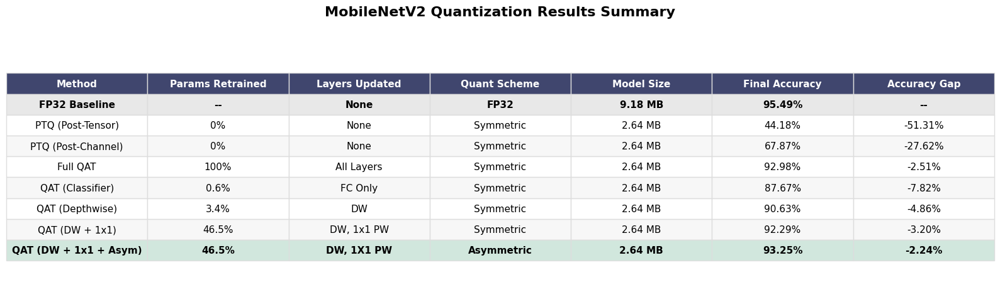 MobileNetV2 Quantization Results Summary
Method Params Retrained Layers Updated Quant Scheme Model Size Final Accuracy Accuracy Gap
FP32 Baseline -- None FP32 9.18 MB 95.49% --
PTQ (Post-Tensor) 0% None Symmetric 2.64 MB 44.18% -51.31%
PTQ (Post-Channel) 0% None Symmetric 2.64 MB 67.87% -27.62%
Full QAT 100% All Layers Symmetric 2.64 MB 92.98% -2.51%
QAT (Classifier) 0.6% FC Only Symmetric 2.64 MB 87.67% -7.82%
QAT (Depthwise) 3.4% DW Symmetric 2.64 MB 90.63% -4.86%
QAT (DW + 1x1) 46.5% DW, 1x1 PW Symmetric 2.64 MB 92.29% -3.20%
QAT (DW + 1x1 + Asym) 46.5% DW, 1X1 PW Asymmetric 2.64 MB 93.25% -2.24%